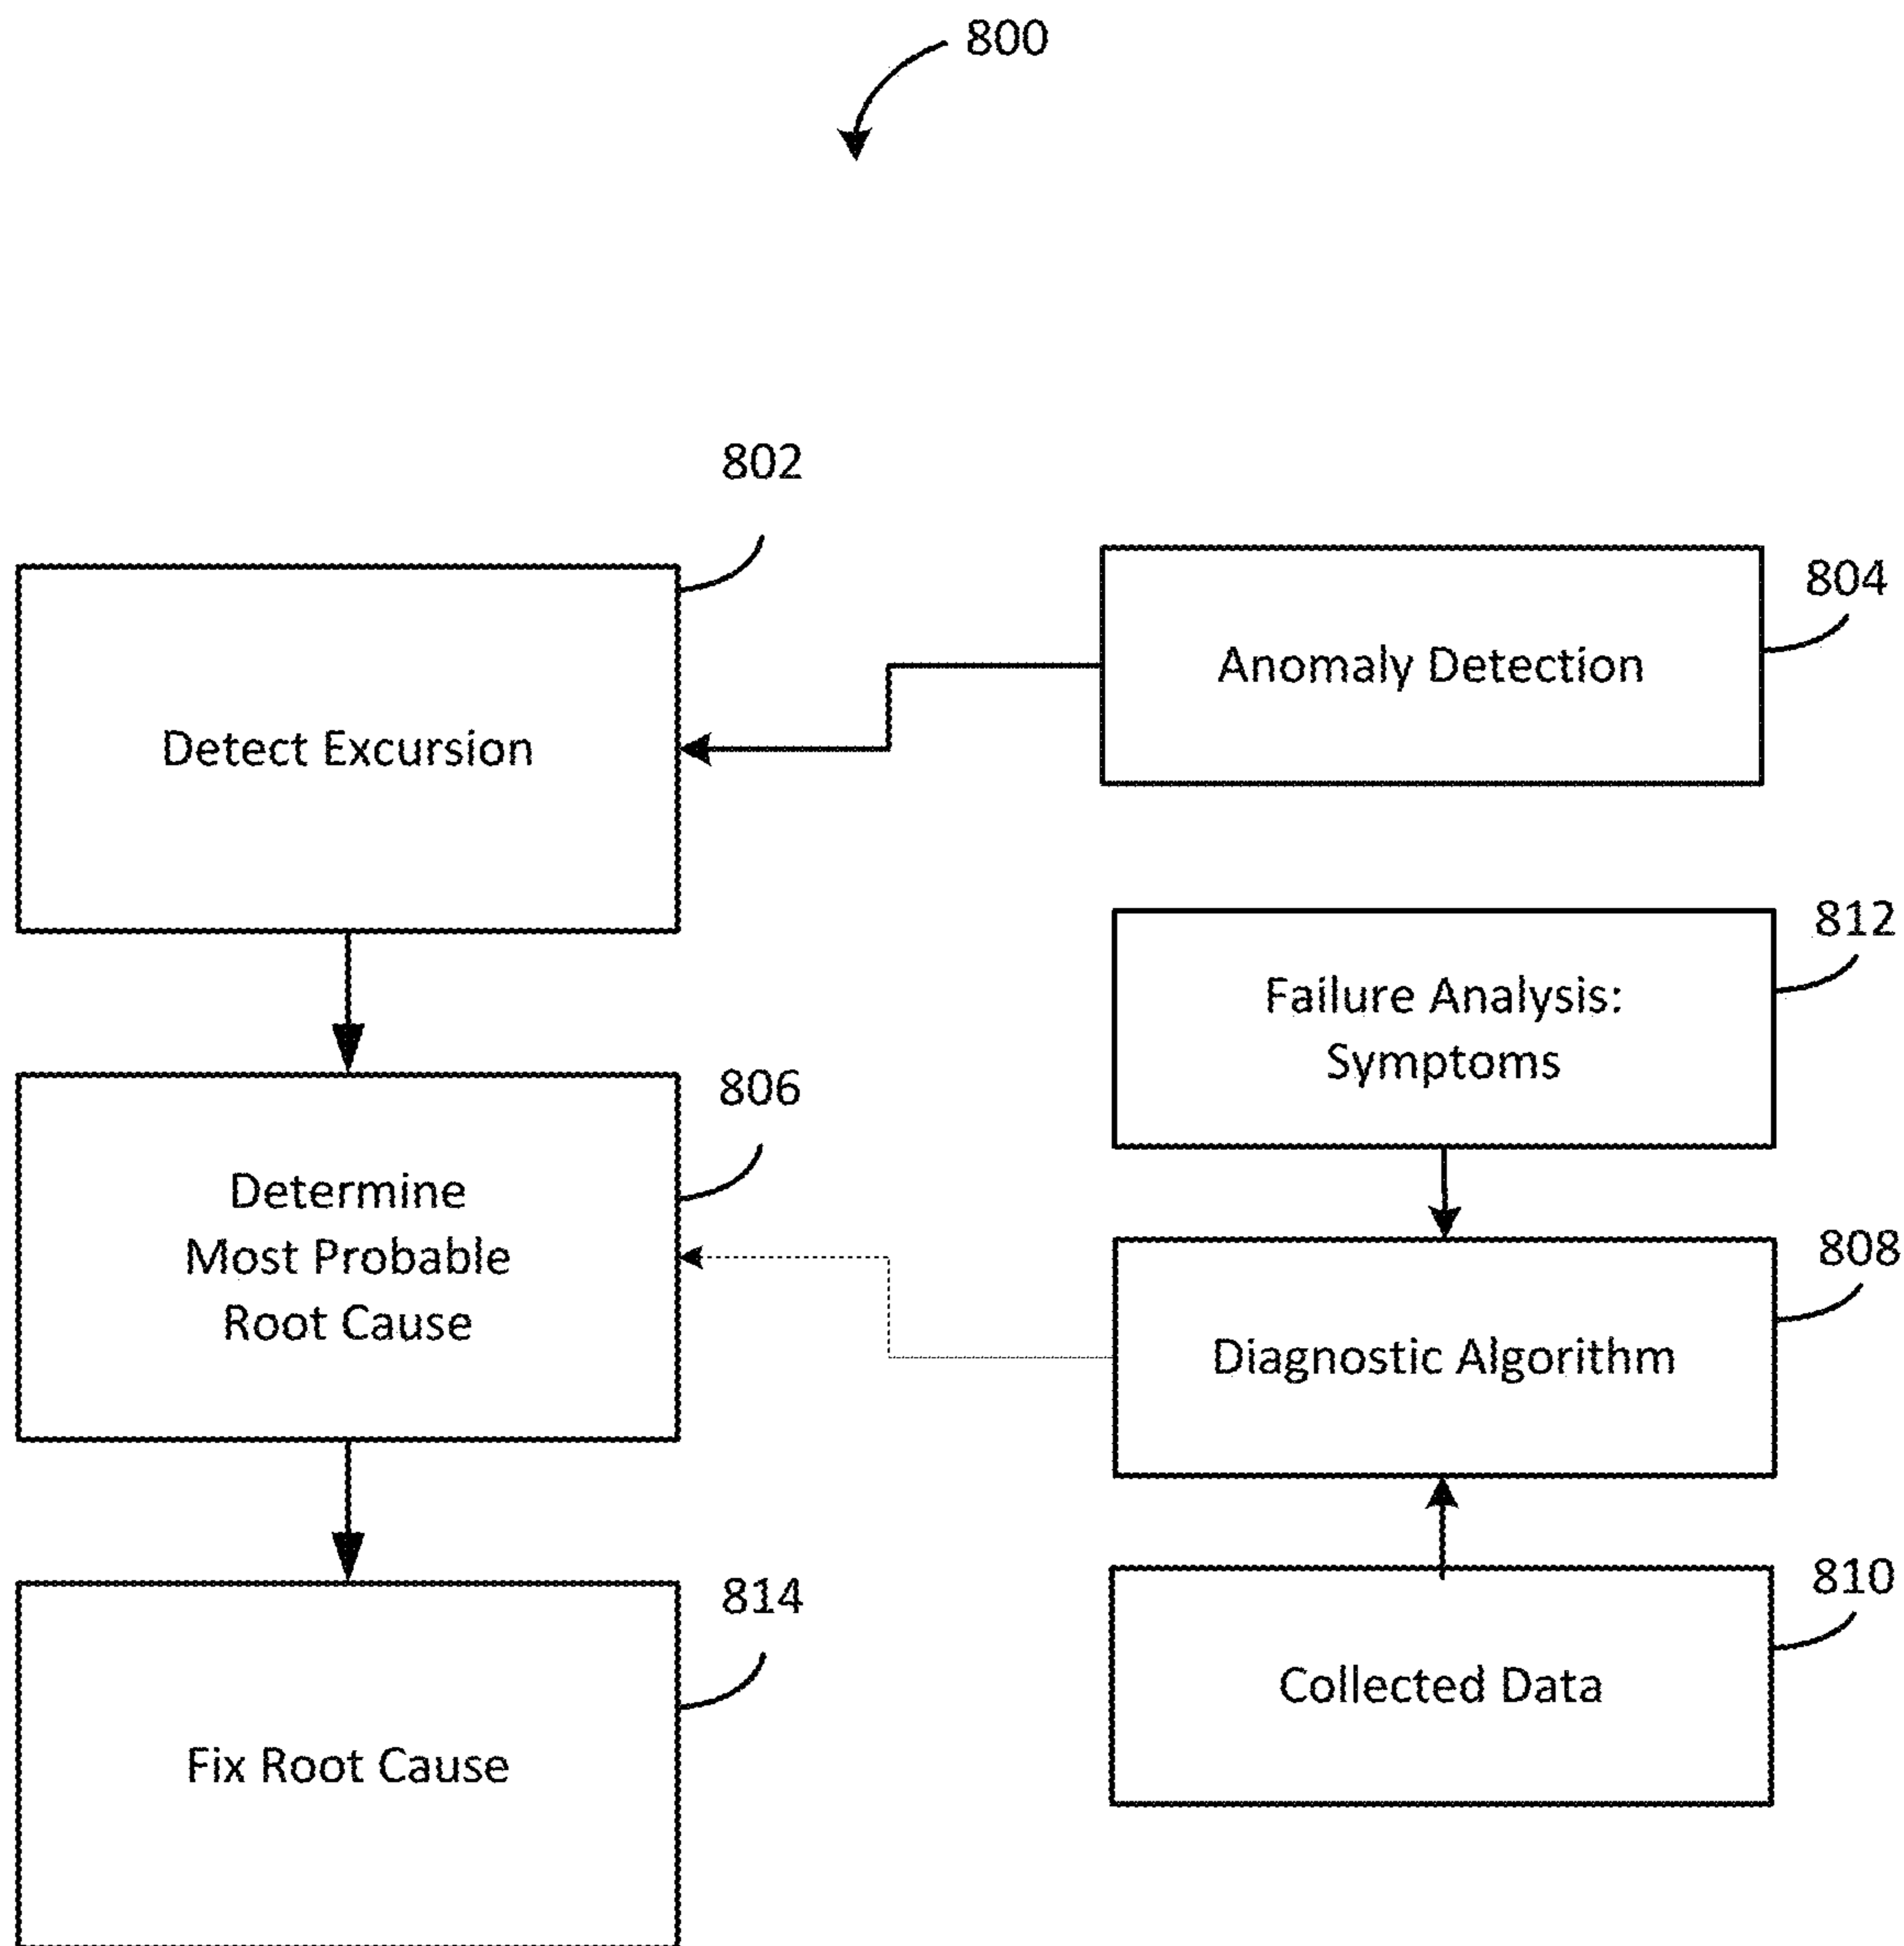 800
802
Detect Excursion
804
Anomaly Detection
812
Failure Analysis:
Symptoms
806
Determine
Most Probable
Root Cause
808
Diagnostic Algorithm
814
Fix Root Cause
810
Collected Data